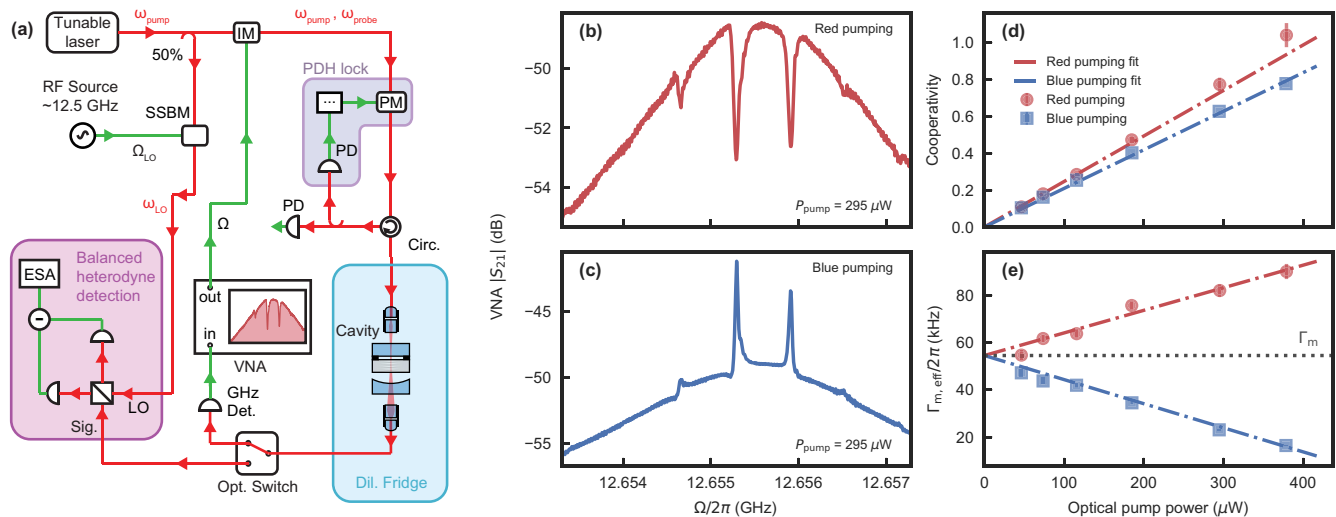 (a)
Tunable
laser
ω_pump
50%
IM
ω_pump , ω_probe
RF Source
~12.5 GHz
SSBM
Ω_LO
PDH lock
...
PM
PD
PD
Circ.
ω_LO
Ω
ESA
Balanced
heterodyne
detection
−
out
in
VNA
Cavity
GHz
Det.
LO
Sig.
Opt. Switch
Dil. Fridge
(b)
Red pumping
−50
−52
−54
P_pump = 295 μW
VNA |S₂₁| (dB)
(c)
Blue pumping
−45
−50
−55
P_pump = 295 μW
12.654
12.655
12.656
12.657
Ω/2π (GHz)
(d)
1.0
0.8
0.6
0.4
0.2
0.0
Cooperativity
Red pumping fit
Blue pumping fit
Red pumping
Blue pumping
(e)
80
60
40
20
Γ_m,eff/2π (kHz)
Γ_m
0
100
200
300
400
Optical pump power (μW)